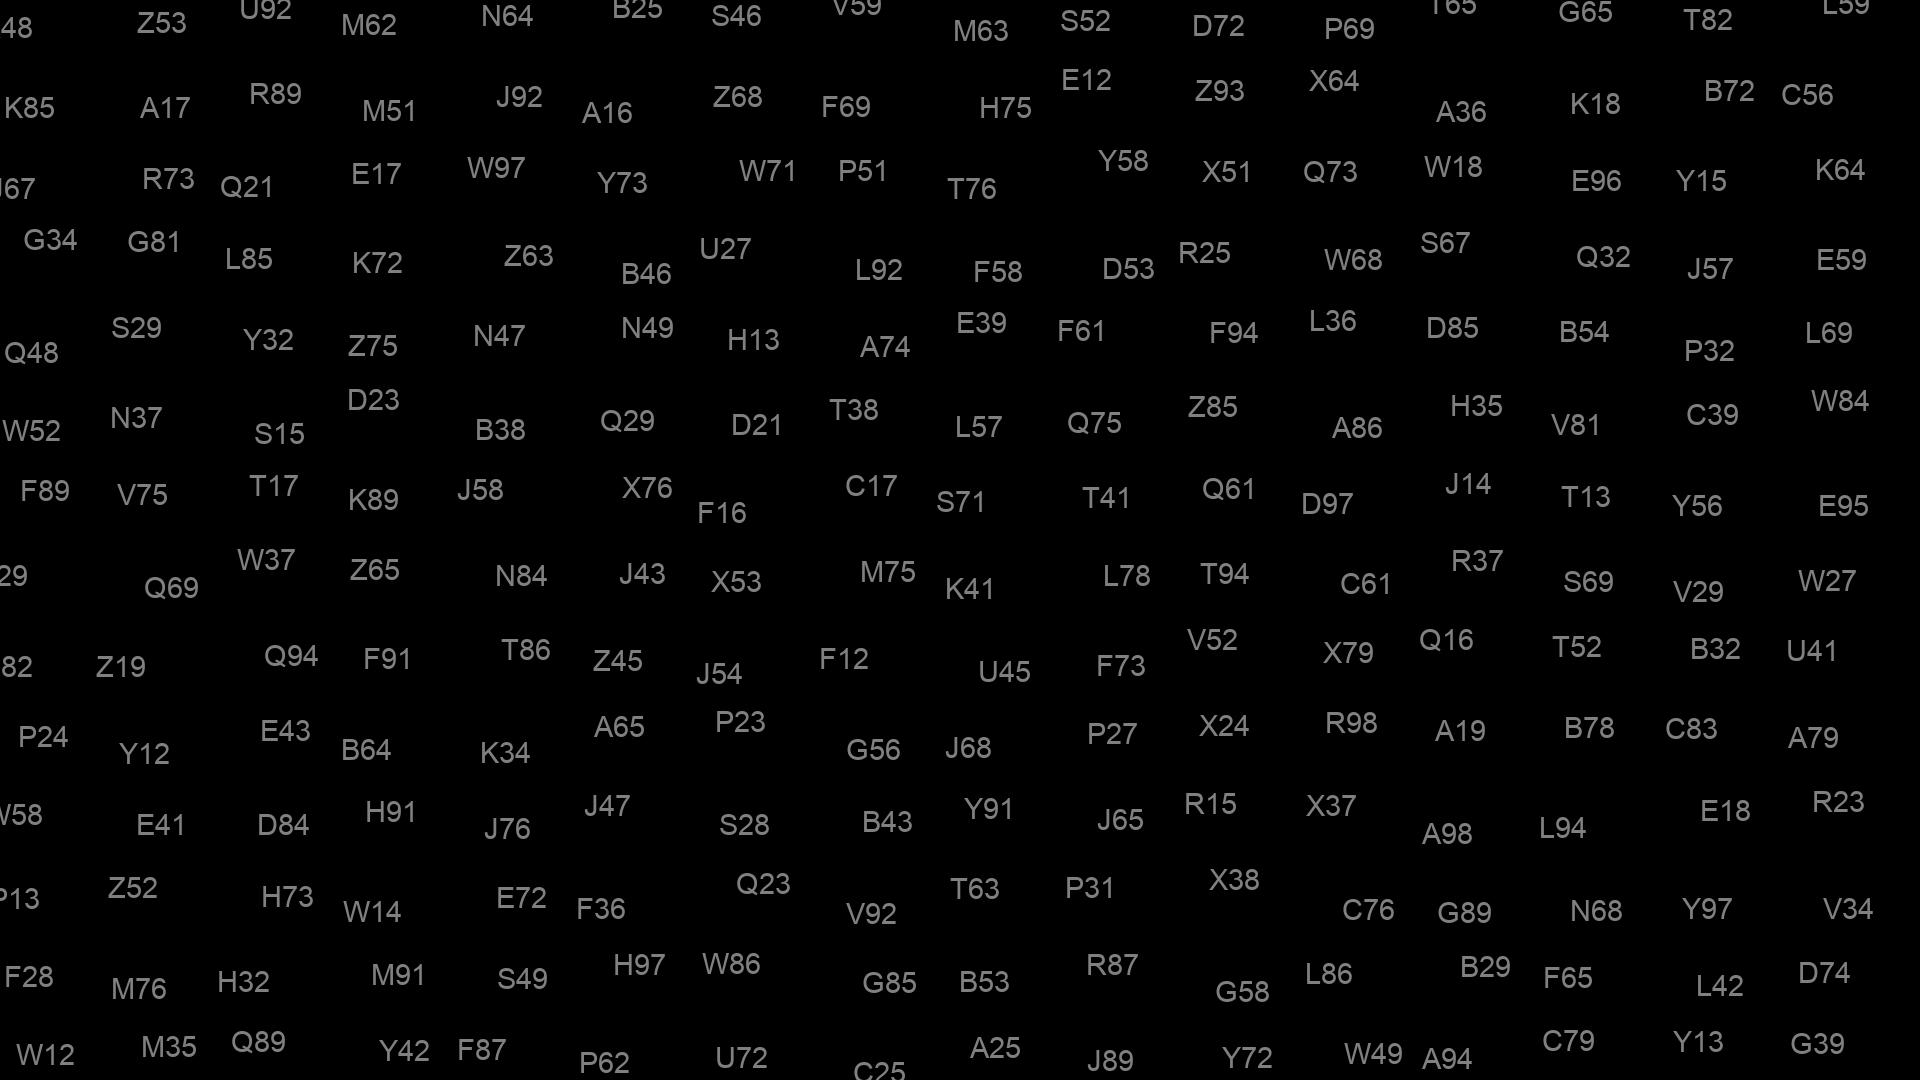 48 Z53 U92 M62 N64 B25 S46 V59 M63 S52 D72 P69 T65 G65 T82 L59
K85 A17 R89 M51 J92 A16 Z68 F69 H75 E12 Z93 X64 A36 K18 B72 C56
J67 R73 Q21 E17 W97 Y73 W71 P51 T76 Y58 X51 Q73 W18 E96 Y15 K64
G34 G81 L85 K72 Z63 B46 U27 L92 F58 D53 R25 W68 S67 Q32 J57 E59
Q48 S29 Y32 Z75 N47 N49 H13 A74 E39 F61 F94 L36 D85 B54 P32 L69
W52 N37 S15 D23 B38 Q29 D21 T38 L57 Q75 Z85 A86 H35 V81 C39 W84
F89 V75 T17 K89 J58 X76 F16 C17 S71 T41 Q61 D97 J14 T13 Y56 E95
29 Q69 W37 Z65 N84 J43 X53 M75 K41 L78 T94 C61 R37 S69 V29 W27
82 Z19 Q94 F91 T86 Z45 J54 F12 U45 F73 V52 X79 Q16 T52 B32 U41
P24 Y12 E43 B64 K34 A65 P23 G56 J68 P27 X24 R98 A19 B78 C83 A79
W58 E41 D84 H91 J76 J47 S28 B43 Y91 J65 R15 X37 A98 L94 E18 R23
P13 Z52 H73 W14 E72 F36 Q23 V92 T63 P31 X38 C76 G89 N68 Y97 V34
F28 M76 H32 M91 S49 H97 W86 G85 B53 R87 G58 L86 B29 F65 L42 D74
W12 M35 Q89 Y42 F87 P62 U72 C25 A25 J89 Y72 W49 A94 C79 Y13 G39